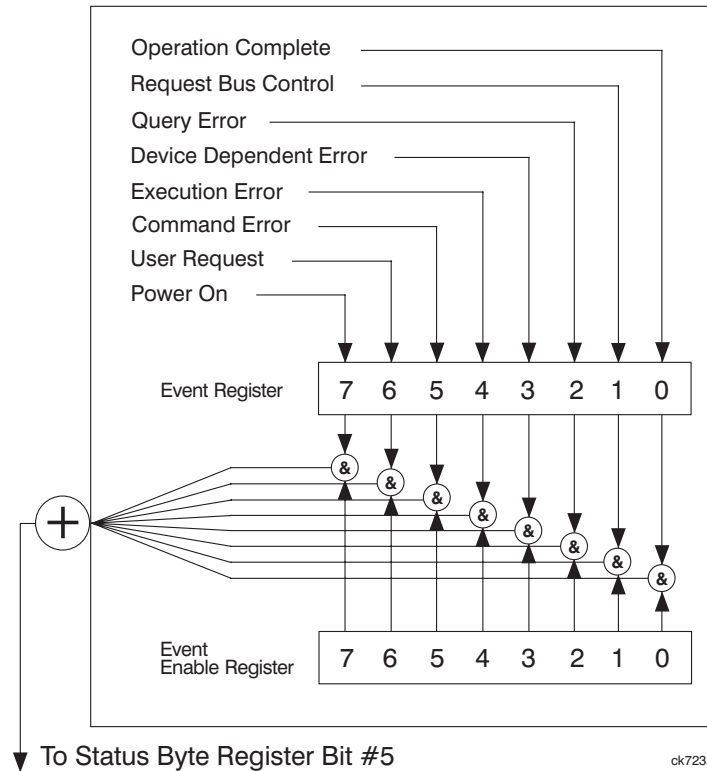 Operation Complete
Request Bus Control
Query Error
Device Dependent Error
Execution Error
Command Error
User Request
Power On
Event Register 7 6 5 4 3 2 1 0
&
&
&
&
&
&
&
&
+
Event
Enable Register 7 6 5 4 3 2 1 0
To Status Byte Register Bit #5
ck723